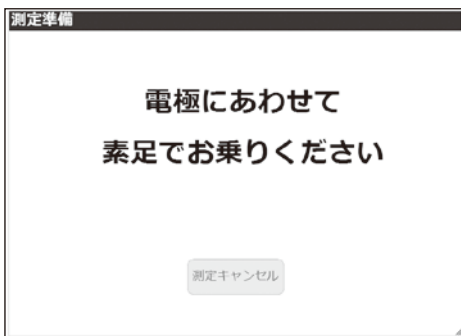 測定準備
電極にあわせて
素足でお乗りください
測定キャンセル